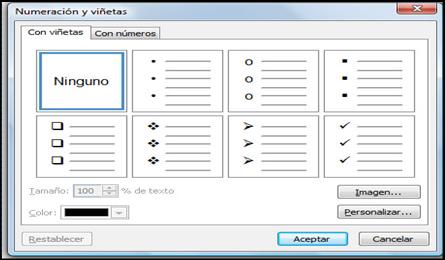 Numeración y viñetas
Con viñetas
Con números
Ninguno
Tamaño: 100 % de texto
Imagen...
Color:
Personalizar...
Restablecer
Aceptar
Cancelar